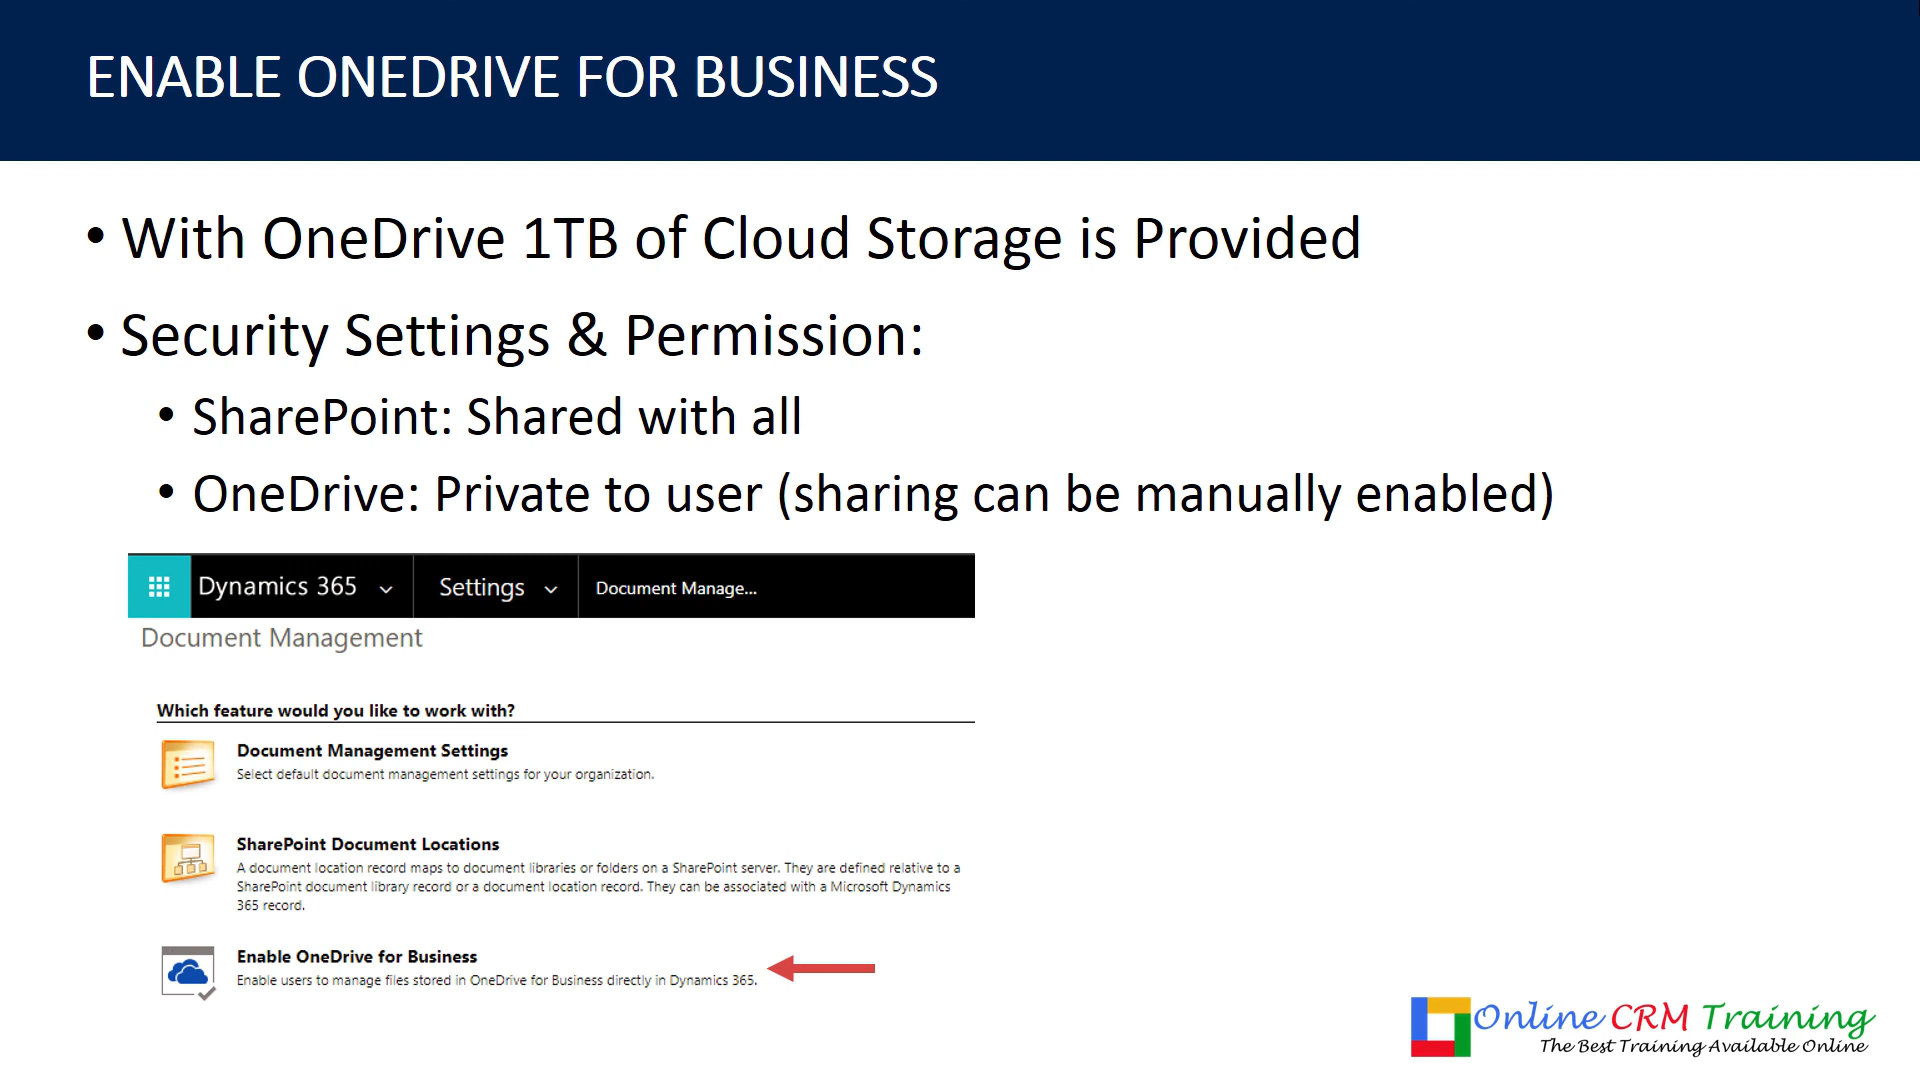 ENABLE ONEDRIVE FOR BUSINESS
• With OneDrive 1TB of Cloud Storage is Provided
• Security Settings & Permission:
• SharePoint: Shared with all
• OneDrive: Private to user (sharing can be manually enabled)
Dynamics 365 Settings Document Manage...
Document Management
Which feature would you like to work with?
Document Management Settings
Select default document management settings for your organization.
SharePoint Document Locations
A document location record maps to document libraries or folders on a SharePoint server. They are defined relative to a
SharePoint document library record or a document location record. They can be associated with a Microsoft Dynamics
365 record.
Enable OneDrive for Business
Enable users to manage files stored in OneDrive for Business directly in Dynamics 365.
Online CRM Training
The Best Training Available Online